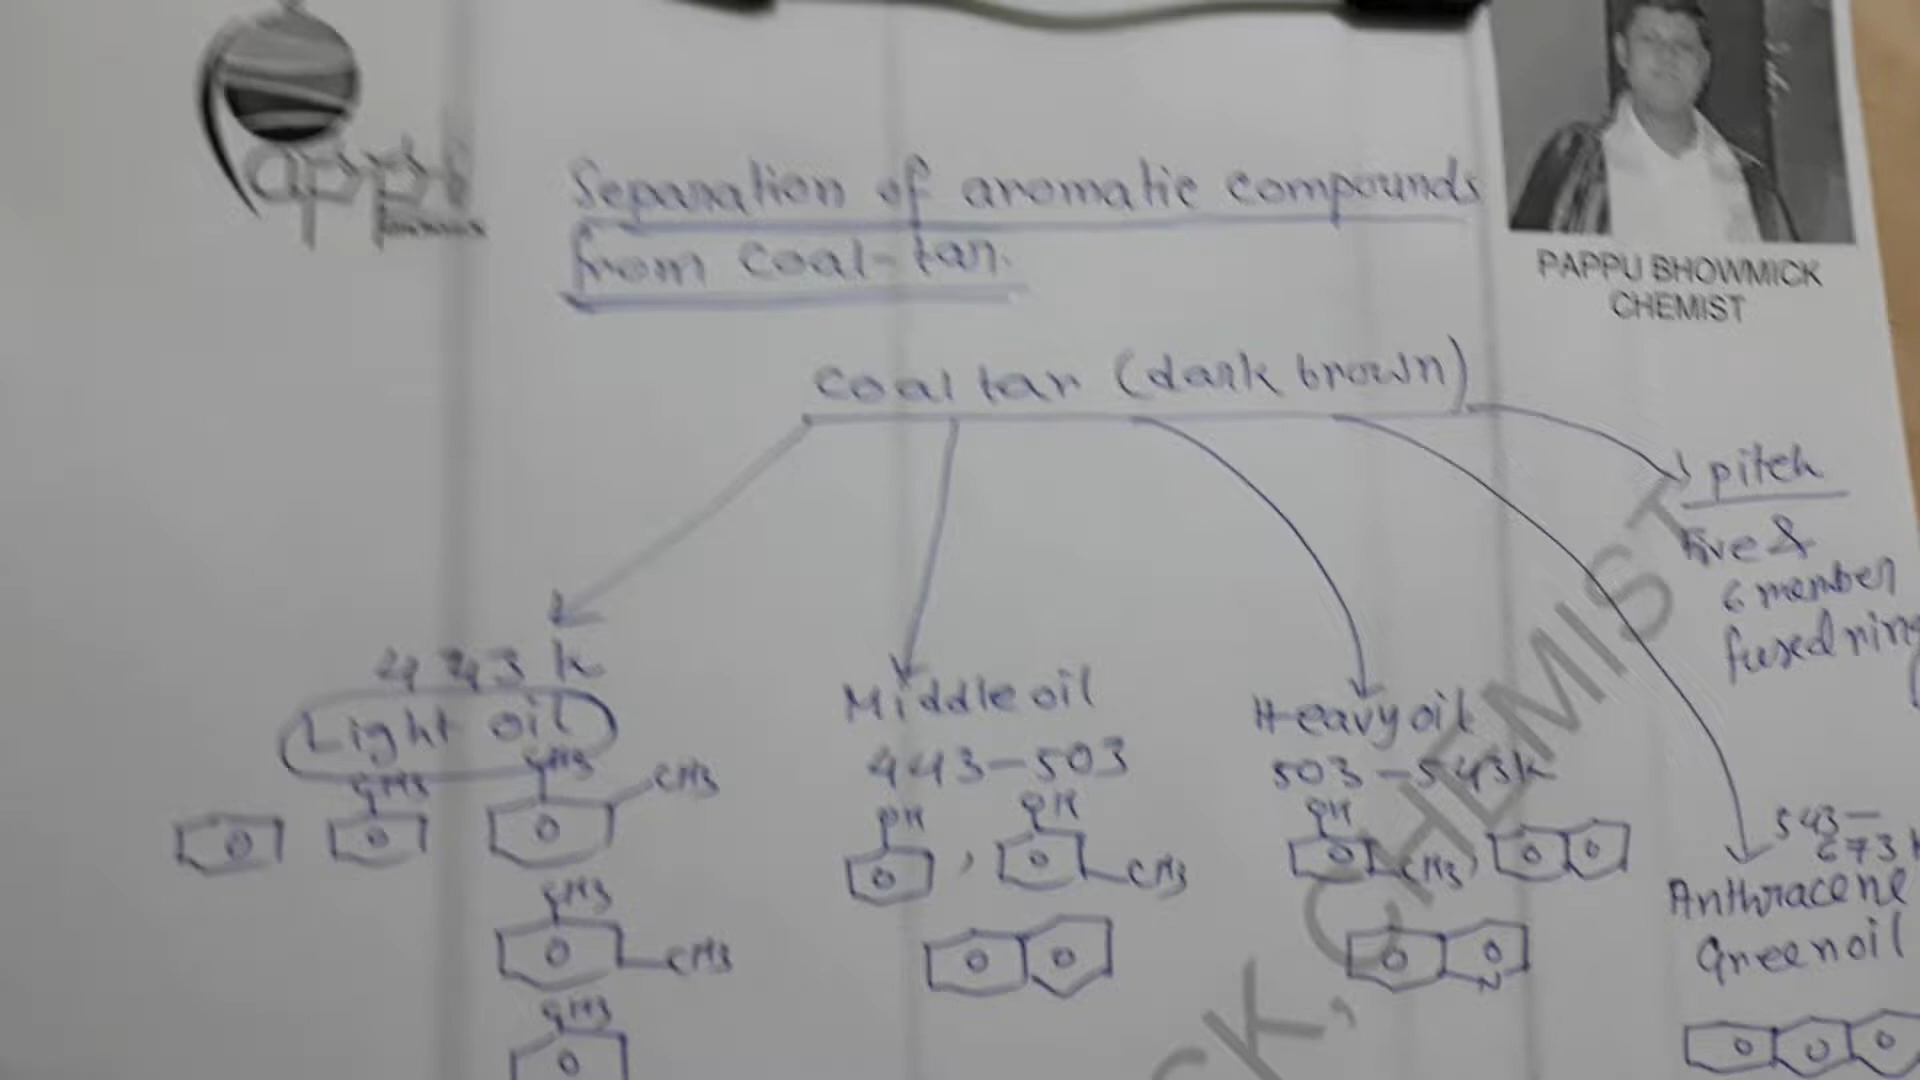 Pappu
Separation of aromatic compounds
from coal-tar.
PAPPU BHOWMICK
CHEMIST
coal tar (dark brown)
pitch
Five &
6 member
fused ring
443 k
Light oil
CH3
CH3
CH3
CH3
CH3
CH3
Middle oil
443-503
OH
OH
CH3
Heavy oil
503-543k
OH
CH3
N
543-
673 k
Anthracene
Green oil
CK, CHEMIST